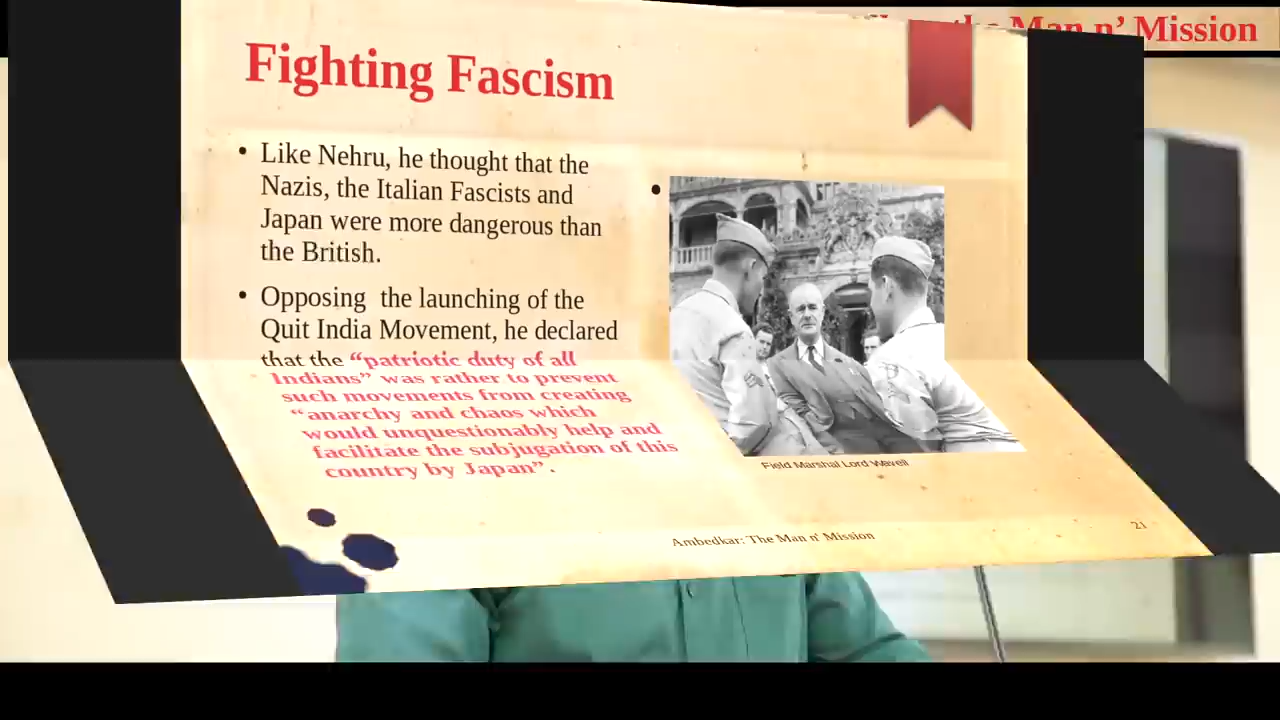 the Man n’ Mission
Fighting Fascism
• Like Nehru, he thought that the
Nazis, the Italian Fascists and
Japan were more dangerous than
the British.
• Opposing the launching of the
Quit India Movement, he declared
that the “patriotic duty of all
Indians” was rather to prevent
such movements from creating
“anarchy and chaos which
would unquestionably help and
facilitate the subjugation of this
country by Japan”.
•
Field Marshal Lord Wavell
Ambedkar: The Man n’ Mission
21